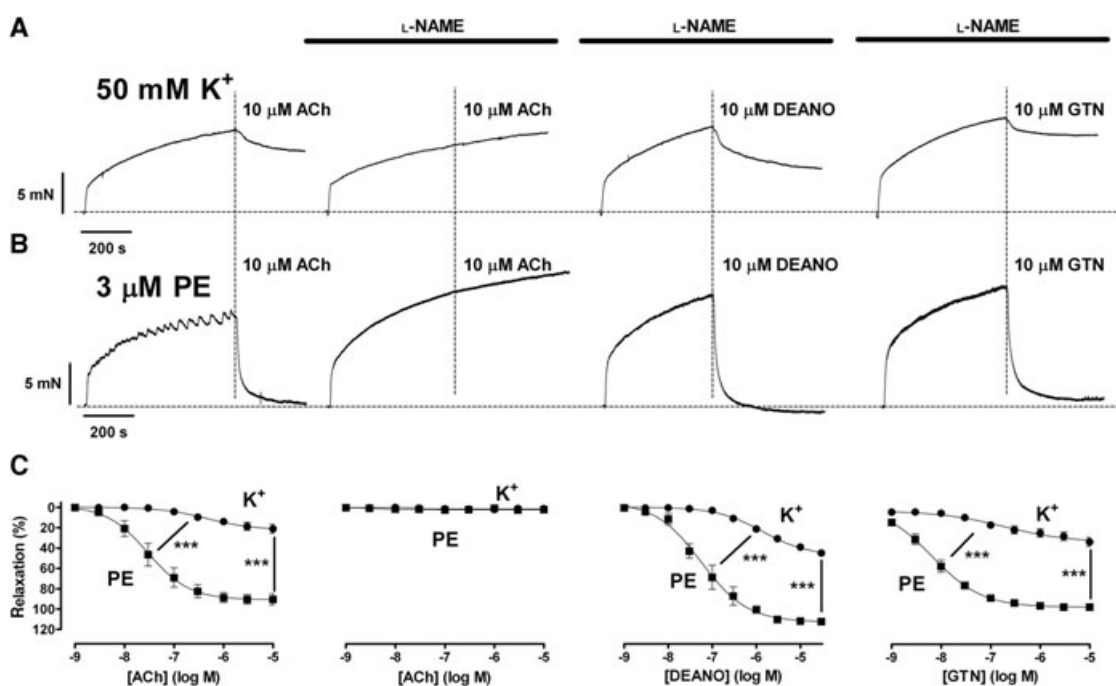 A
L-NAME L-NAME L-NAME
50 mM K+
10 µM ACh 10 µM ACh 10 µM DEANO 10 µM GTN
5 mN
200 s
B
10 µM ACh 10 µM ACh 10 µM DEANO 10 µM GTN
3 µM PE
5 mN
200 s
C
Relaxation (%)
0
20
40
60
80
100
120
K+
***
PE
***
-9 -8 -7 -6 -5
[ACh] (log M)
K+
PE
-9 -8 -7 -6 -5
[ACh] (log M)
K+
***
PE
***
-9 -8 -7 -6 -5
[DEANO] (log M)
K+
***
PE
***
-9 -8 -7 -6 -5
[GTN] (log M)